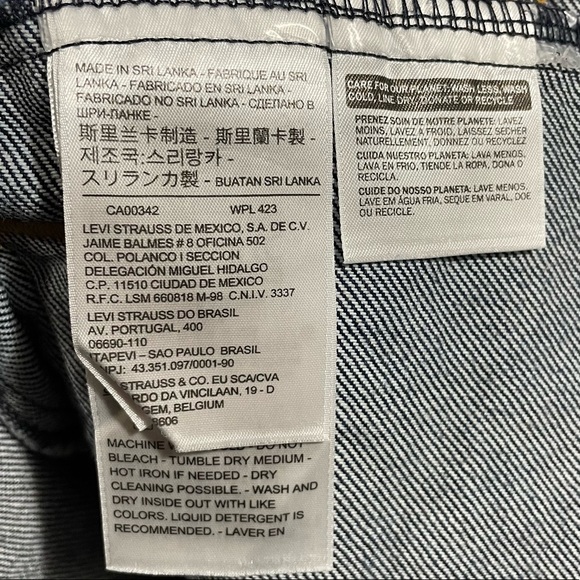 MADE IN SRI LANKA - FABRIQUE AU SRI
LANKA - FABRICADO EN SRI LANKA -
FABRICADO NO SRI LANKA - СДЕЛАНО В
ШРИ-ЛАНКЕ -
斯里兰卡制造 - 斯里蘭卡製 -
제조국:스리랑카 -
スリランカ製 - BUATAN SRI LANKA
CA00342 WPL 423
LEVI STRAUSS DE MEXICO, S.A. DE C.V.
JAIME BALMES # 8 OFICINA 502
COL. POLANCO I SECCION
DELEGACIÓN MIGUEL HIDALGO
C.P. 11510 CIUDAD DE MEXICO
R.F.C. LSM 660818 M-98 C.N.I.V. 3337
LEVI STRAUSS DO BRASIL
AV. PORTUGAL, 400
06690-110
ITAPEVI – SAO PAULO BRASIL
NPJ: 43.351.097/0001-90
STRAUSS & CO. EU SCA/CVA
ARDO DA VINCILAAN, 19 - D
GEM, BELGIUM
8606
MACHINE DO NOT
BLEACH - TUMBLE DRY MEDIUM -
HOT IRON IF NEEDED - DRY
CLEANING POSSIBLE. - WASH AND
DRY INSIDE OUT WITH LIKE
COLORS. LIQUID DETERGENT IS
RECOMMENDED. - LAVER EN
CARE FOR OUR PLANET: WASH LESS, WASH
COLD, LINE DRY, DONATE OR RECYCLE
PRENEZ SOIN DE NOTRE PLANETE: LAVEZ
MOINS, LAVEZ A FROID, LAISSEZ SECHER
NATURELLEMENT, DONNEZ OU RECYCLEZ
CUIDA NUESTRO PLANETA: LAVA MENOS,
LAVA EN FRIO, TIENDE LA ROPA, DONA O
RECICLA.
CUIDE DO NOSSO PLANETA: LAVE MENOS,
LAVE EM ÁGUA FRIA, SEQUE EM VARAL, DOE
OU RECICLE.